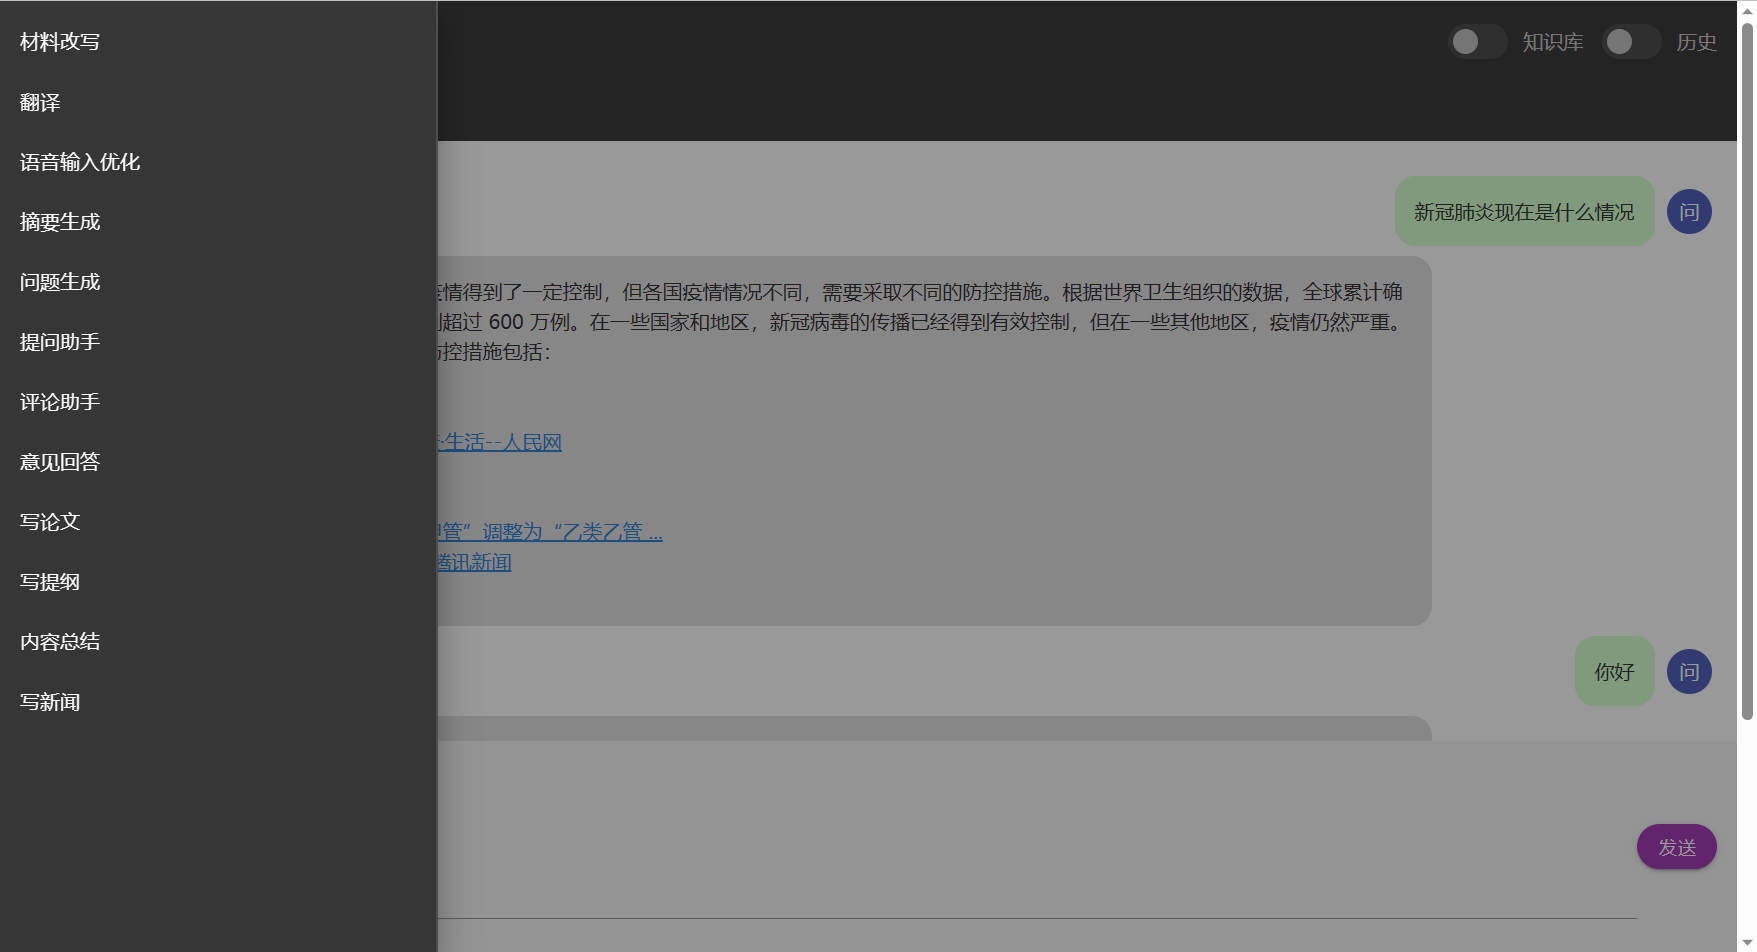 材料改写
翻译
语音输入优化
摘要生成
问题生成
提问助手
评论助手
意见回答
写论文
写提纲
内容总结
写新闻
知识库
历史
新冠肺炎现在是什么情况
问
情得到了一定控制，但各国疫情情况不同，需要采取不同的防控措施。根据世界卫生组织的数据，全球累计确
超过 600 万例。在一些国家和地区，新冠病毒的传播已经得到有效控制，但在一些其他地区，疫情仍然严重。
控措施包括：
·生活--人民网
管”调整为“乙类乙管 ...
腾讯新闻
你好
问
发送